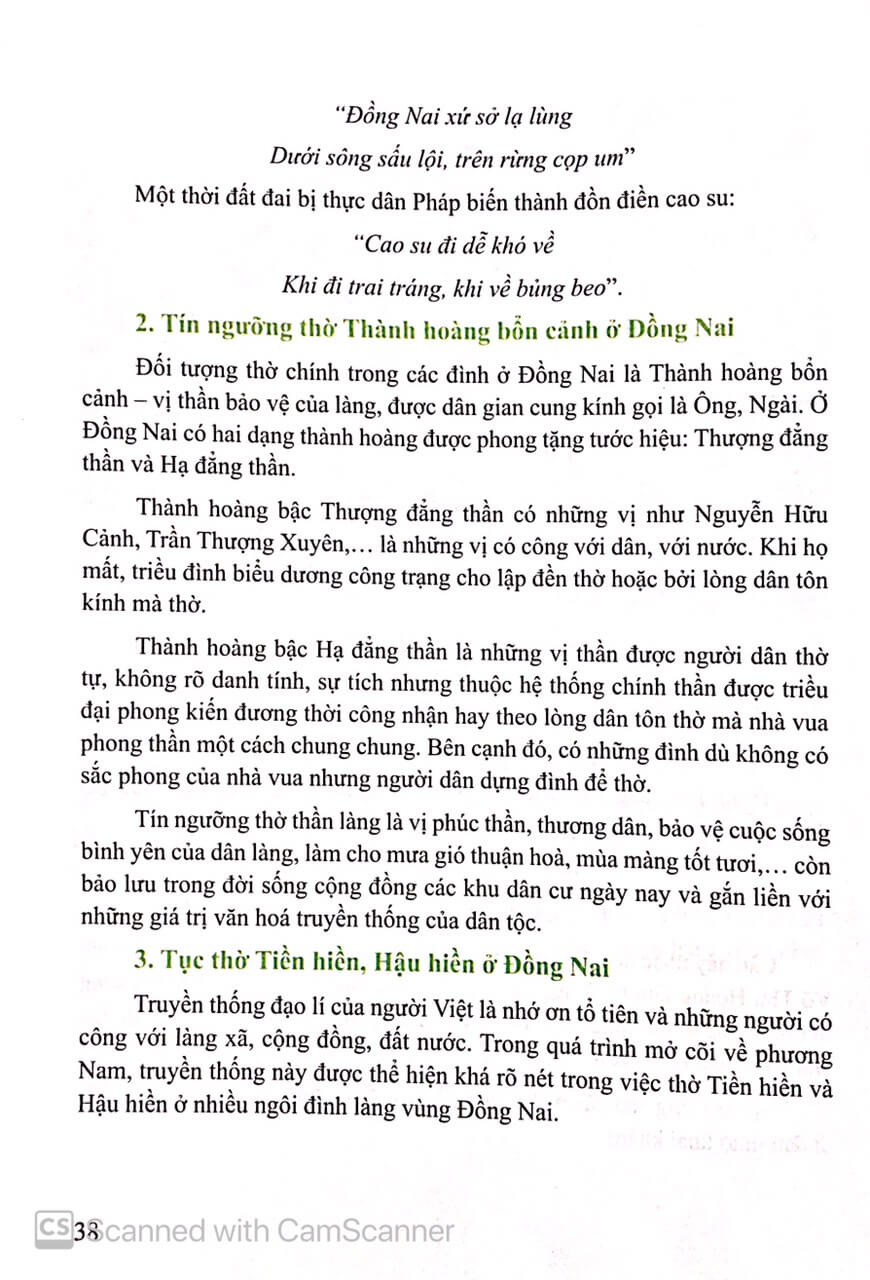 “Đồng Nai xứ sở lạ lùng
Dưới sông sấu lội, trên rừng cọp um”
Một thời đất đai bị thực dân Pháp biến thành đồn điền cao su:
“Cao su đi dễ khó về
Khi đi trai tráng, khi về bủng beo”.
2. Tín ngưỡng thờ Thành hoàng bổn cảnh ở Đồng Nai
Đối tượng thờ chính trong các đình ở Đồng Nai là Thành hoàng bổn
cảnh – vị thần bảo vệ của làng, được dân gian cung kính gọi là Ông, Ngài. Ở
Đồng Nai có hai dạng thành hoàng được phong tặng tước hiệu: Thượng đẳng
thần và Hạ đẳng thần.
Thành hoàng bậc Thượng đẳng thần có những vị như Nguyễn Hữu
Cảnh, Trần Thượng Xuyên,… là những vị có công với dân, với nước. Khi họ
mất, triều đình biểu dương công trạng cho lập đền thờ hoặc bởi lòng dân tôn
kính mà thờ.
Thành hoàng bậc Hạ đẳng thần là những vị thần được người dân thờ
tự, không rõ danh tính, sự tích nhưng thuộc hệ thống chính thần được triều
đại phong kiến đương thời công nhận hay theo lòng dân tôn thờ mà nhà vua
phong thần một cách chung chung. Bên cạnh đó, có những đình dù không có
sắc phong của nhà vua nhưng người dân dựng đình để thờ.
Tín ngưỡng thờ thần làng là vị phúc thần, thương dân, bảo vệ cuộc sống
bình yên của dân làng, làm cho mưa gió thuận hoà, mùa màng tốt tươi,… còn
bảo lưu trong đời sống cộng đồng các khu dân cư ngày nay và gắn liền với
những giá trị văn hoá truyền thống của dân tộc.
3. Tục thờ Tiền hiền, Hậu hiền ở Đồng Nai
Truyền thống đạo lí của người Việt là nhớ ơn tổ tiên và những người có
công với làng xã, cộng đồng, đất nước. Trong quá trình mở cõi về phương
Nam, truyền thống này được thể hiện khá rõ nét trong việc thờ Tiền hiền và
Hậu hiền ở nhiều ngôi đình làng vùng Đồng Nai.
38
CS Scanned with CamScanner